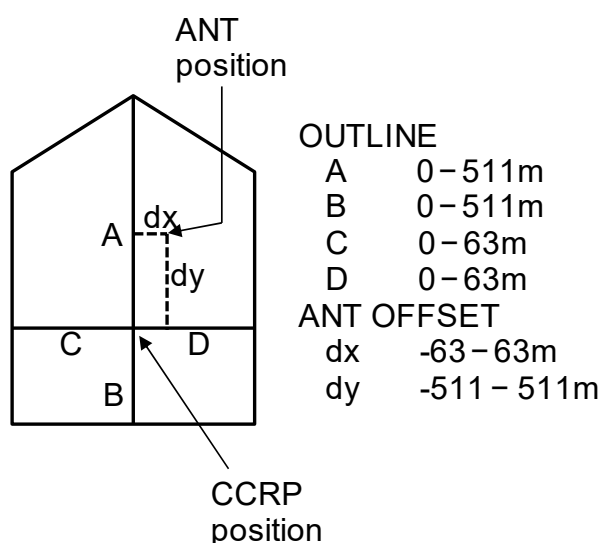 ANT
position
OUTLINE
A 0–511m
B 0–511m
C 0–63m
D 0–63m
ANT OFFSET
dx -63–63m
dy -511–511m
dx
A
dy
C
D
B
CCRP
position